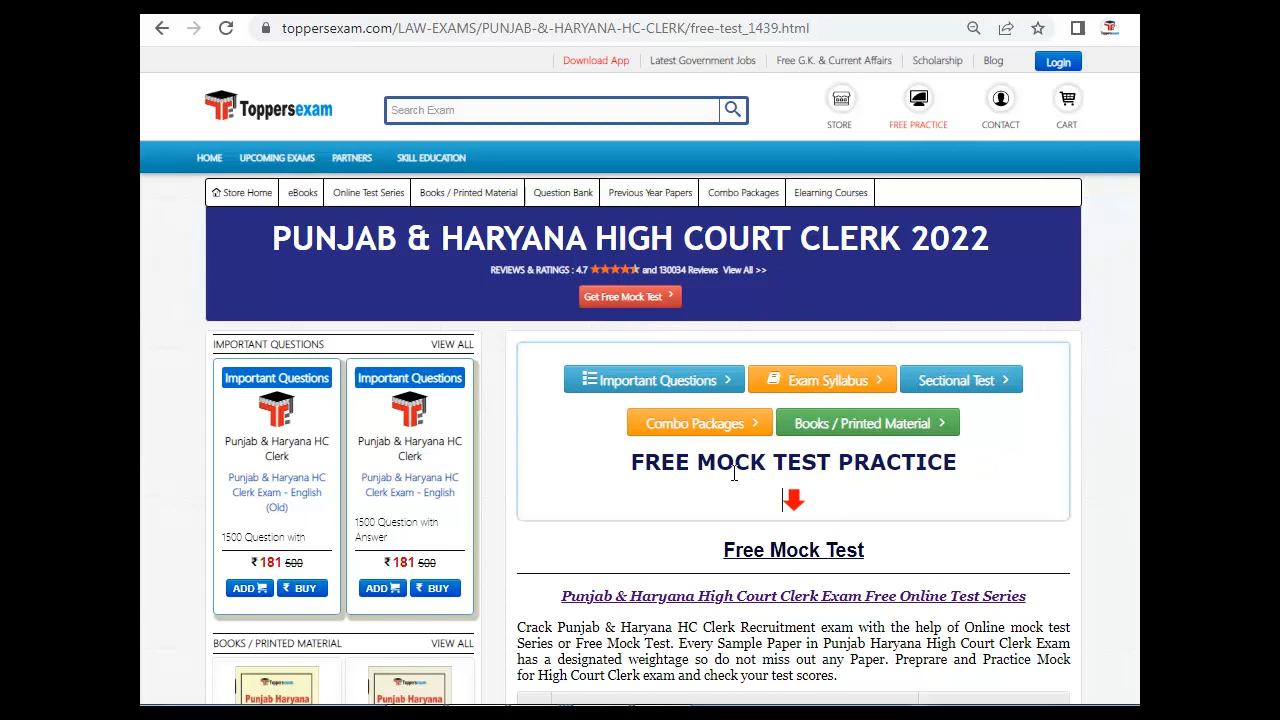 toppersexam.com/LAW-EXAMS/PUNJAB-&-HARYANA-HC-CLERK/free-test_1439.html
Download App
Latest Government Jobs
Free G.K. & Current Affairs
Scholarship
Blog
Login
Toppersexam
Search Exam
STORE
FREE PRACTICE
CONTACT
CART
HOME
UPCOMING EXAMS
PARTNERS
SKILL EDUCATION
Store Home
eBooks
Online Test Series
Books / Printed Material
Question Bank
Previous Year Papers
Combo Packages
Elearning Courses
PUNJAB & HARYANA HIGH COURT CLERK 2022
REVIEWS & RATINGS : 4.7 ★★★★★ and 130034 Reviews View All >>
Get Free Mock Test >
IMPORTANT QUESTIONS
VIEW ALL
Important Questions
Punjab & Haryana HC
Clerk
Punjab & Haryana HC
Clerk Exam - English
(Old)
1500 Question with
₹ 181 500
ADD
₹ BUY
Important Questions
Punjab & Haryana HC
Clerk
Punjab & Haryana HC
Clerk Exam - English
1500 Question with
Answer
₹ 181 500
ADD
₹ BUY
BOOKS / PRINTED MATERIAL
VIEW ALL
Toppersexam
Punjab Haryana
Toppersexam
Punjab Haryana
Important Questions >
Exam Syllabus >
Sectional Test >
Combo Packages >
Books / Printed Material >
FREE MOCK TEST PRACTICE
Free Mock Test
Punjab & Haryana High Court Clerk Exam Free Online Test Series
Crack Punjab & Haryana HC Clerk Recruitment exam with the help of Online mock test
Series or Free Mock Test. Every Sample Paper in Punjab Haryana High Court Clerk Exam
has a designated weightage so do not miss out any Paper. Preprare and Practice Mock
for High Court Clerk exam and check your test scores.